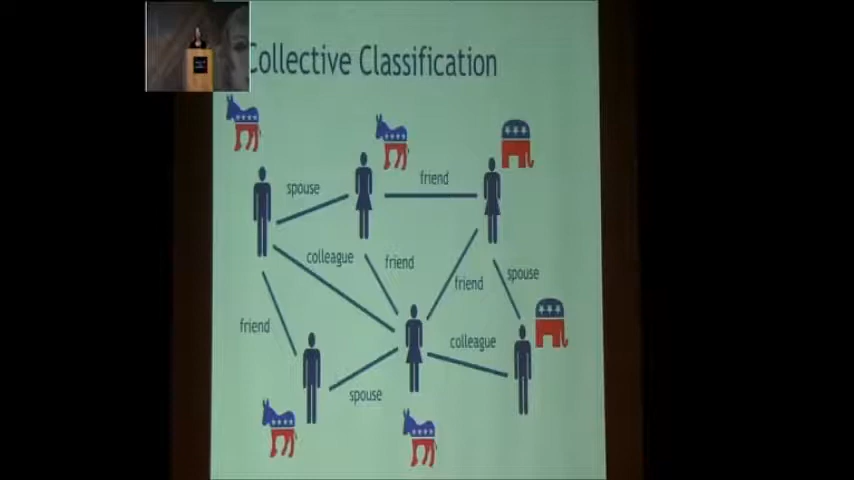 Collective Classification
spouse
friend
colleague
friend
friend
spouse
friend
colleague
spouse